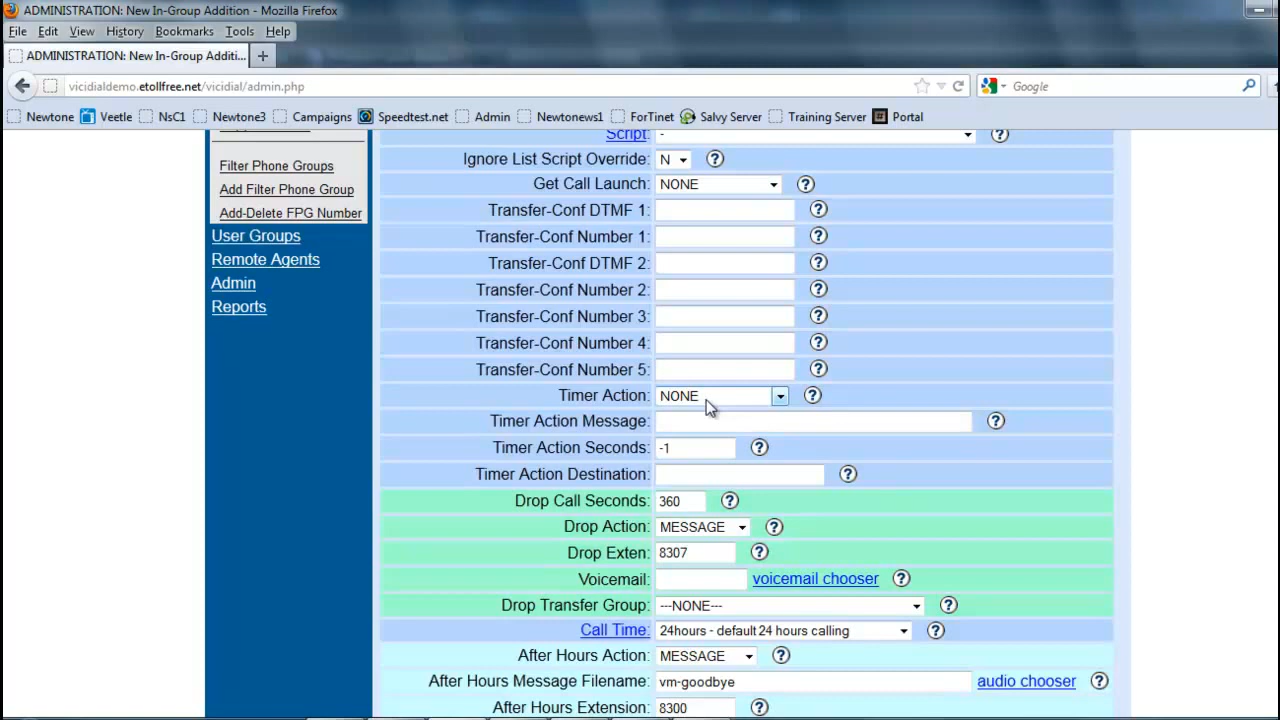 ADMINISTRATION: New In-Group Addition - Mozilla Firefox
File Edit View History Bookmarks Tools Help
ADMINISTRATION: New In-Group Additi... +
vicidialdemo.etollfree.net/vicidial/admin.php Google
Newtone Veetle NsC1 Newtone3 Campaigns Speedtest.net Admin Newtonews1 ForTinet Salvy Server Training Server Portal
Filter Phone Groups
Add Filter Phone Group
Add-Delete FPG Number
User Groups
Remote Agents
Admin
Reports
Script: - ?
Ignore List Script Override: N ?
Get Call Launch: NONE ?
Transfer-Conf DTMF 1: ?
Transfer-Conf Number 1: ?
Transfer-Conf DTMF 2: ?
Transfer-Conf Number 2: ?
Transfer-Conf Number 3: ?
Transfer-Conf Number 4: ?
Transfer-Conf Number 5: ?
Timer Action: NONE ?
Timer Action Message: ?
Timer Action Seconds: -1 ?
Timer Action Destination: ?
Drop Call Seconds: 360 ?
Drop Action: MESSAGE ?
Drop Exten: 8307 ?
Voicemail: voicemail chooser ?
Drop Transfer Group: ---NONE--- ?
Call Time: 24hours - default 24 hours calling ?
After Hours Action: MESSAGE ?
After Hours Message Filename: vm-goodbye audio chooser ?
After Hours Extension: 8300 ?